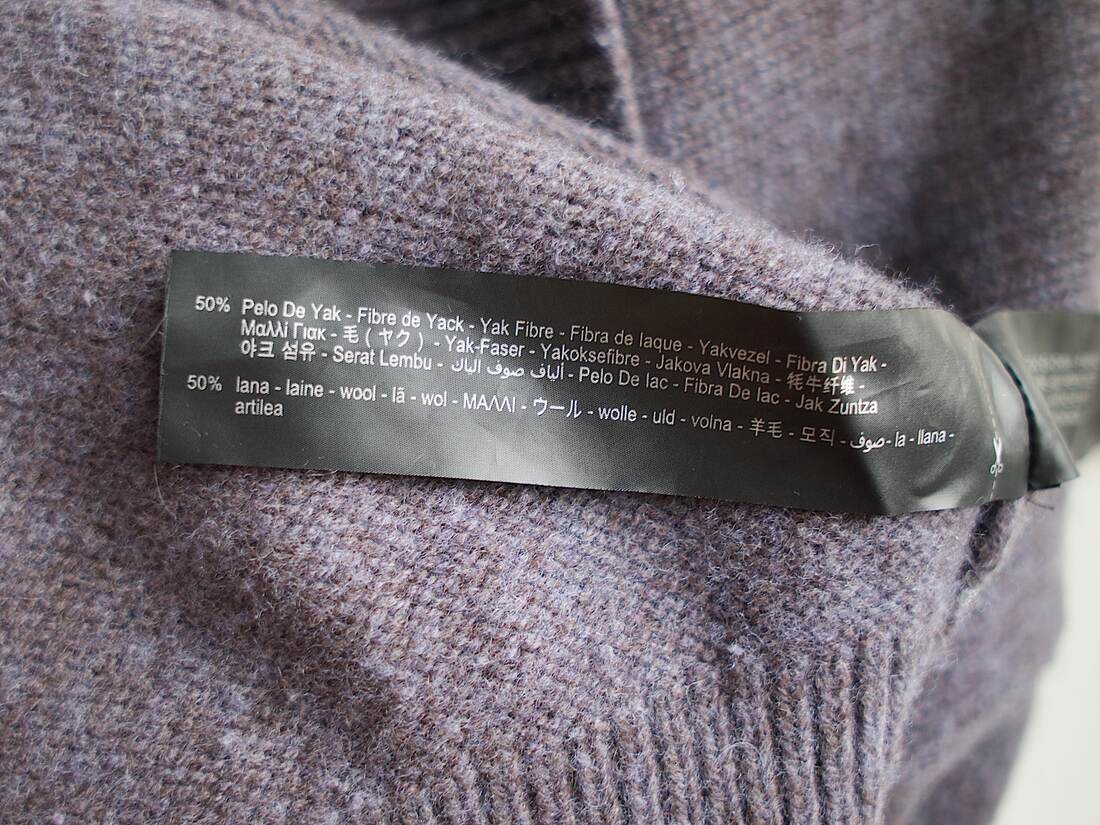 50% Pelo De Yak - Fibre de Yack - Yak Fibre - Fibra de Iaque - Yakvezel - Fibra Di Yak -
Μαλλί Γιακ - 毛 ( ヤク ) - Yak-Faser - Yakoksefibre - Jakova Vlakna - 牦牛纤维 -
야크 섬유 - Serat Lembu - ألياف صوف الياك - Pelo De Iac - Fibra De Iac - Jak Zuntza
50% lana - laine - wool - lã - wol - ΜΑΛΛΙ - ウール - wolle - uld - volna - 羊毛 - 모직 - صوف - la - llana -
artilea